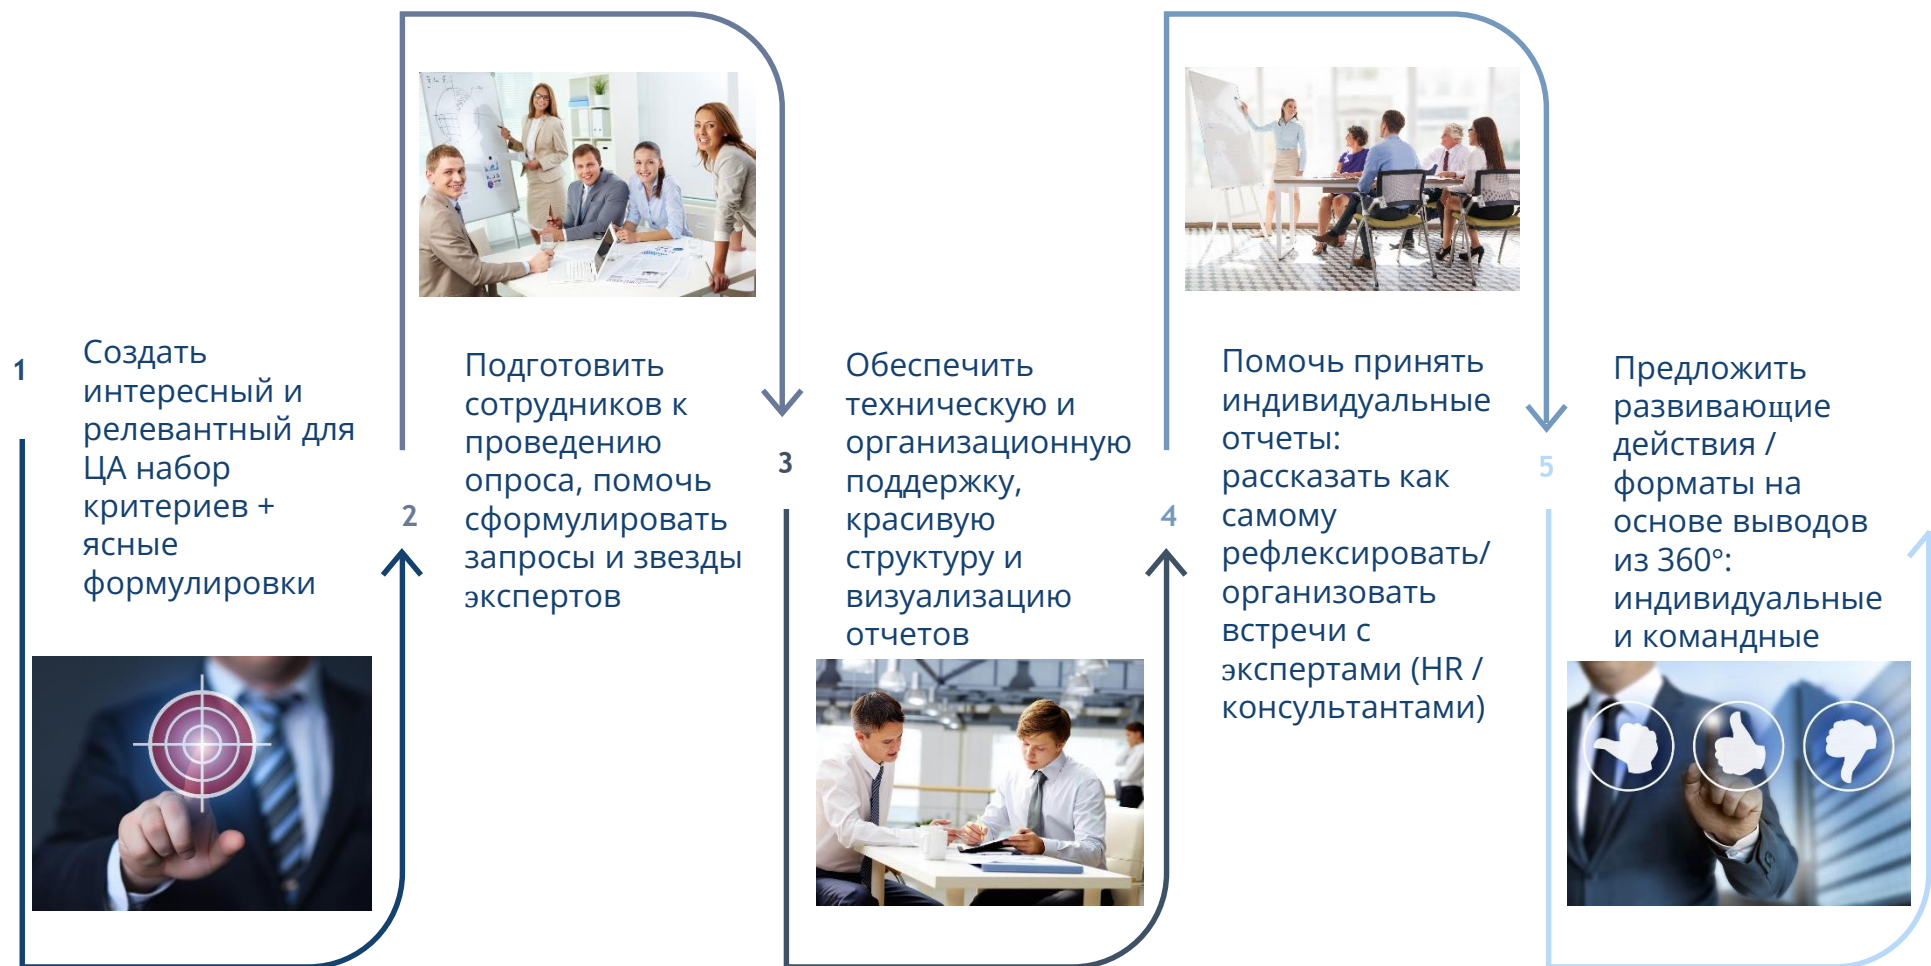 1
Создать
интересный и
релевантный для
ЦА набор
критериев +
ясные
формулировки
2
Подготовить
сотрудников к
проведению
опроса, помочь
сформулировать
запросы и звезды
экспертов
3
Обеспечить
техническую и
организационную
поддержку,
красивую
структуру и
визуализацию
отчетов
4
Помочь принять
индивидуальные
отчеты:
рассказать как
самому
рефлексировать/
организовать
встречи с
экспертами (HR /
консультантами)
5
Предложить
развивающие
действия /
форматы на
основе выводов
из 360°:
индивидуальные
и командные